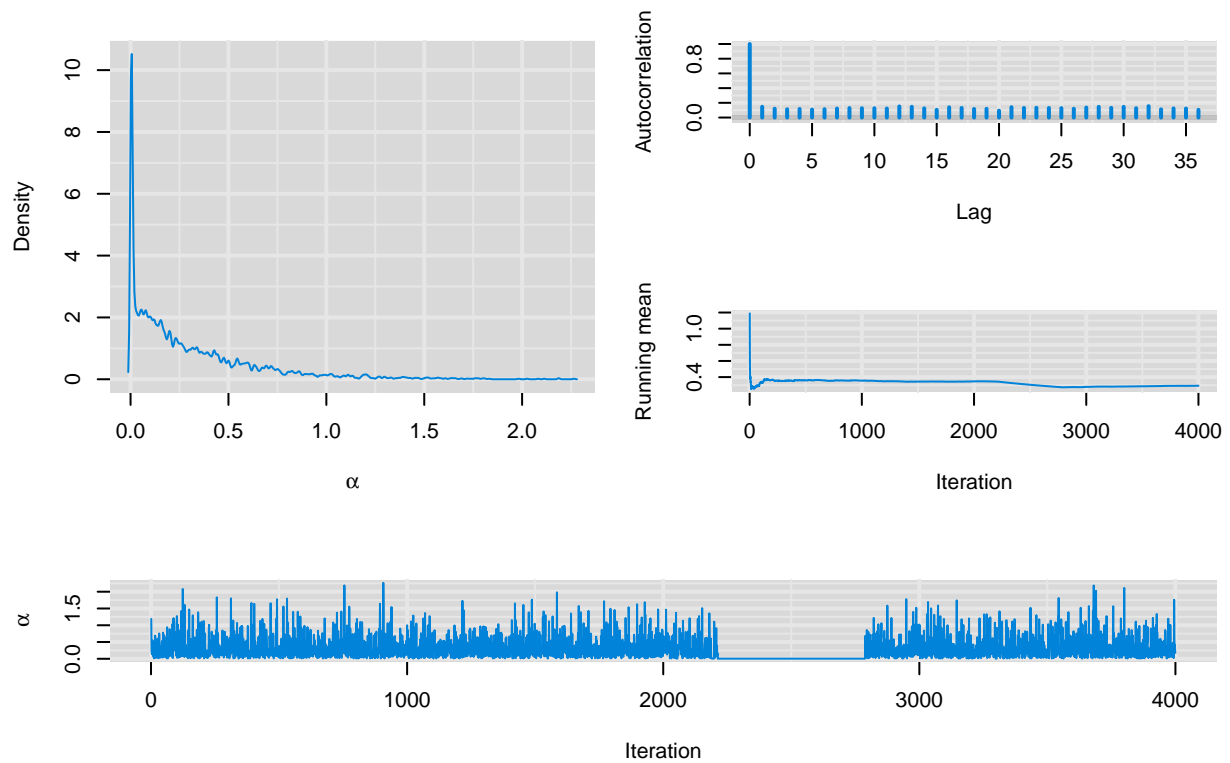 Density
10
8
6
4
2
0
0.0 0.5 1.0 1.5 2.0
α
Autocorrelation
0.8
0.0
0 5 10 15 20 25 30 35
Lag
Running mean
1.0
0.4
0 1000 2000 3000 4000
Iteration
α
1.5
0.0
0 1000 2000 3000 4000
Iteration